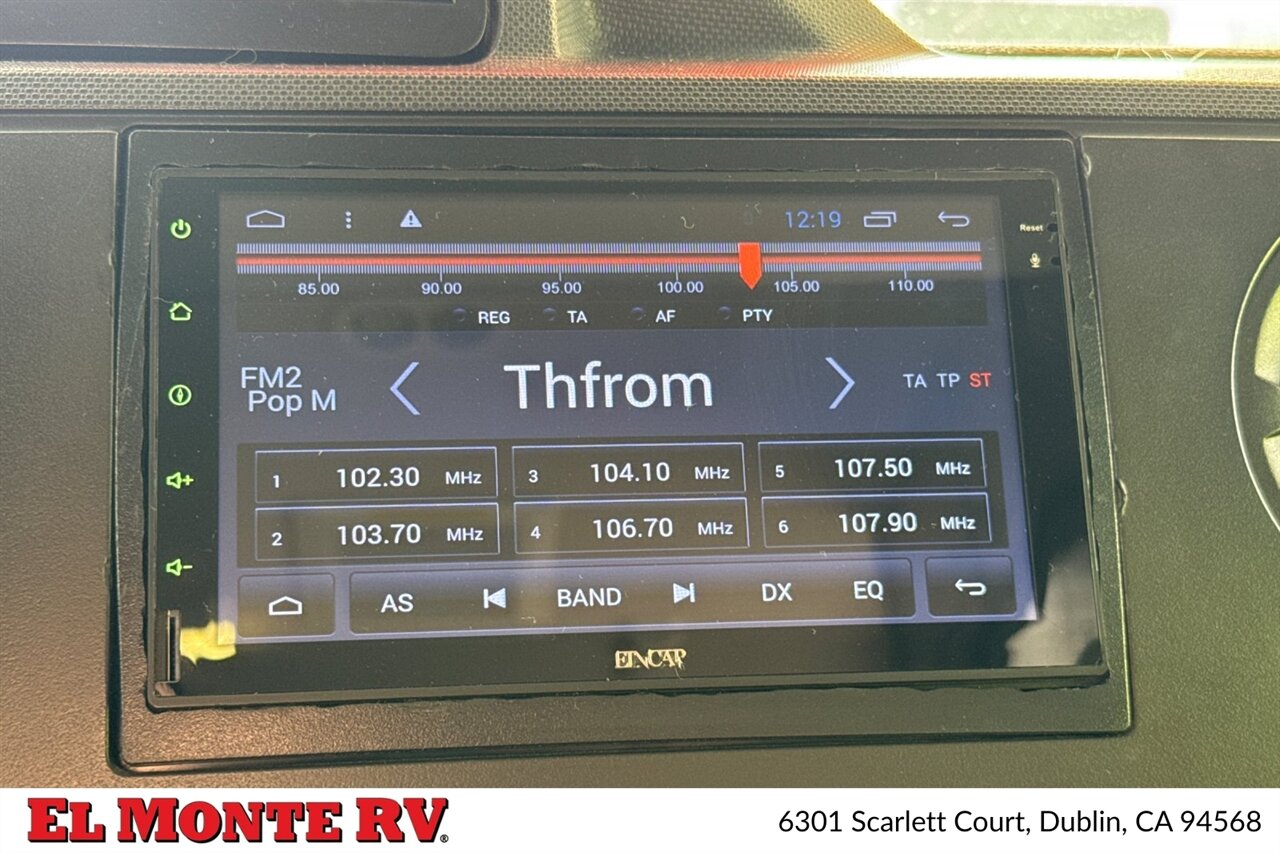 12:19
Reset
85.00 90.00 95.00 100.00 105.00 110.00
REG TA AF PTY
FM2
Pop M
Thfrom
TA TP ST
1 102.30 MHz 3 104.10 MHz 5 107.50 MHz
2 103.70 MHz 4 106.70 MHz 6 107.90 MHz
AS BAND DX EQ
EINCAR
EL MONTE RV®
6301 Scarlett Court, Dublin, CA 94568